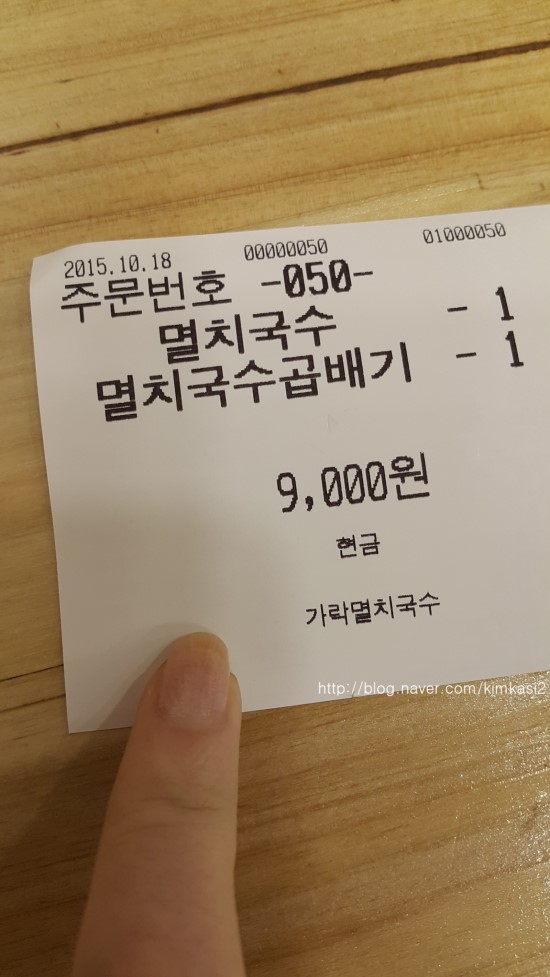 2015.10.18 00000050 01000050
주문번호 -050-
멸치국수 - 1
멸치국수곱배기 - 1
9,000원
현금
가락멸치국수
http://blog.naver.com/kimkasi2